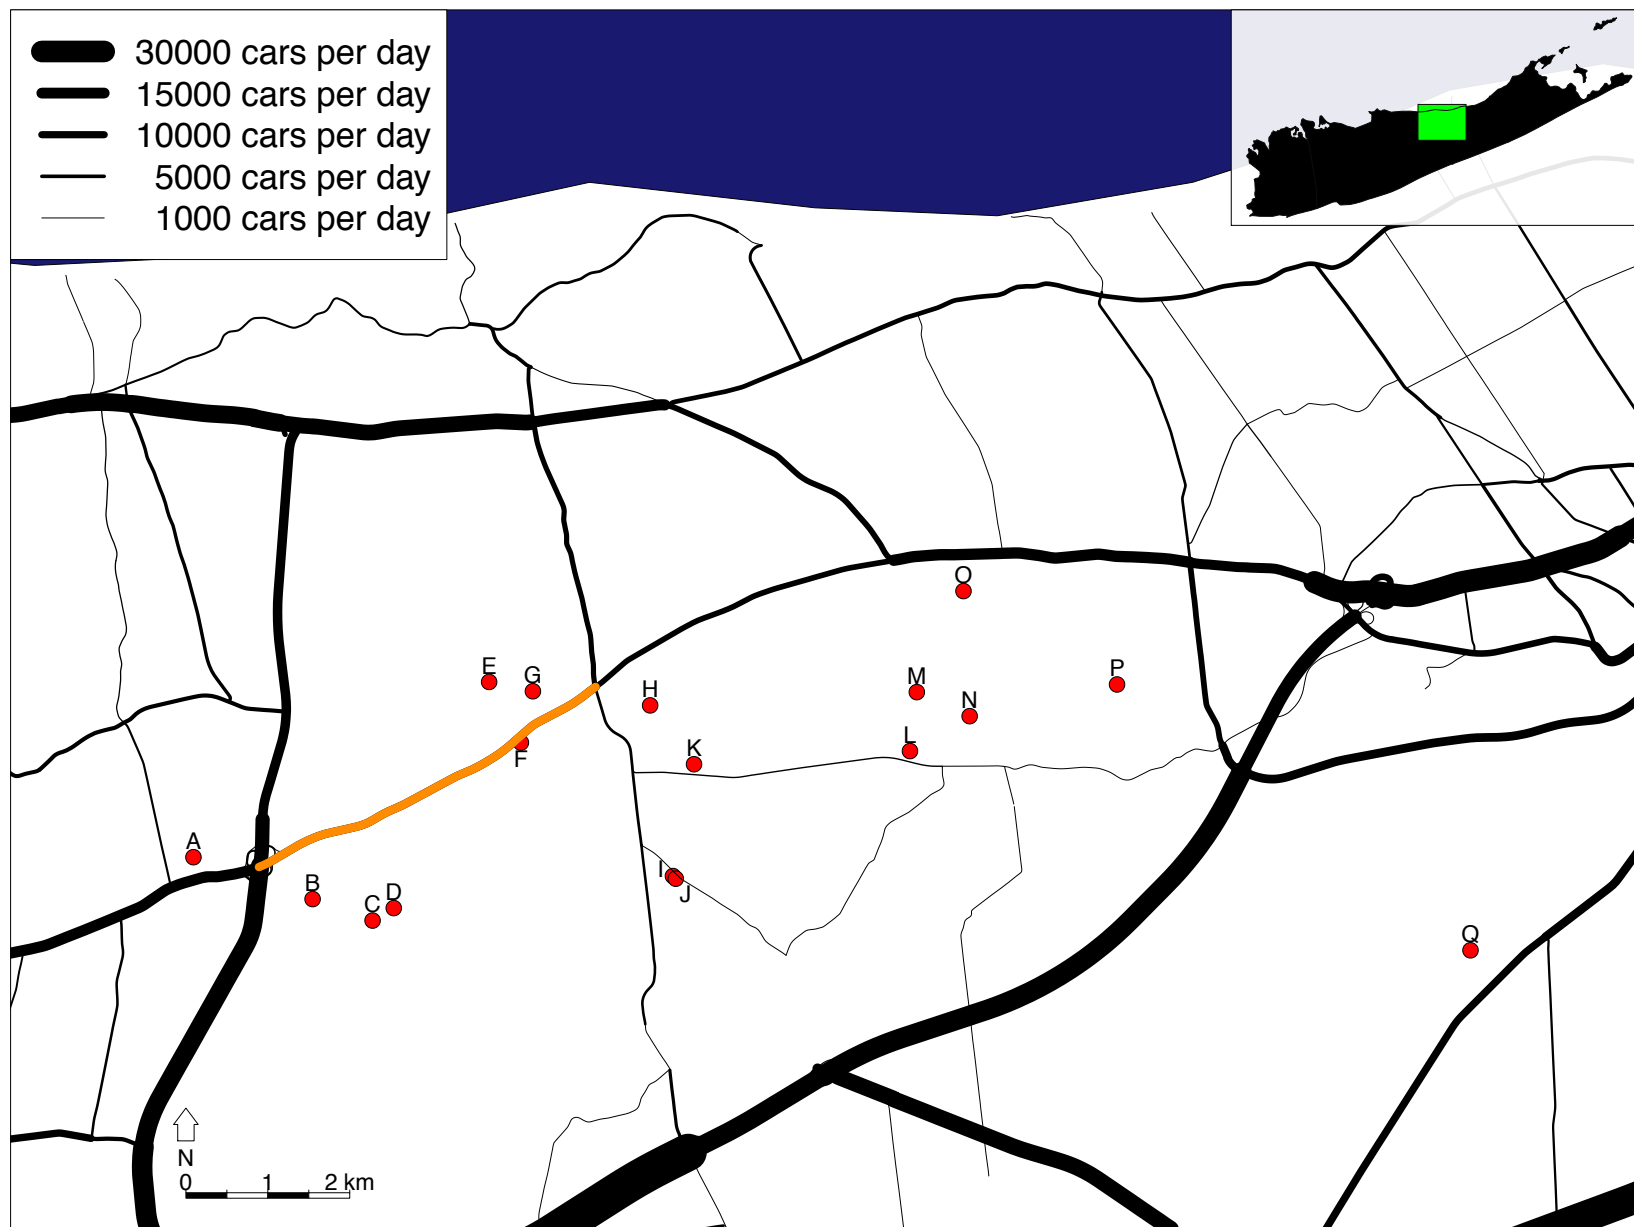 30000 cars per day
15000 cars per day
10000 cars per day
5000 cars per day
1000 cars per day
O
E
G
H
M
P
N
F
K
L
A
B
C
D
I
J
Q
N
0 1 2 km